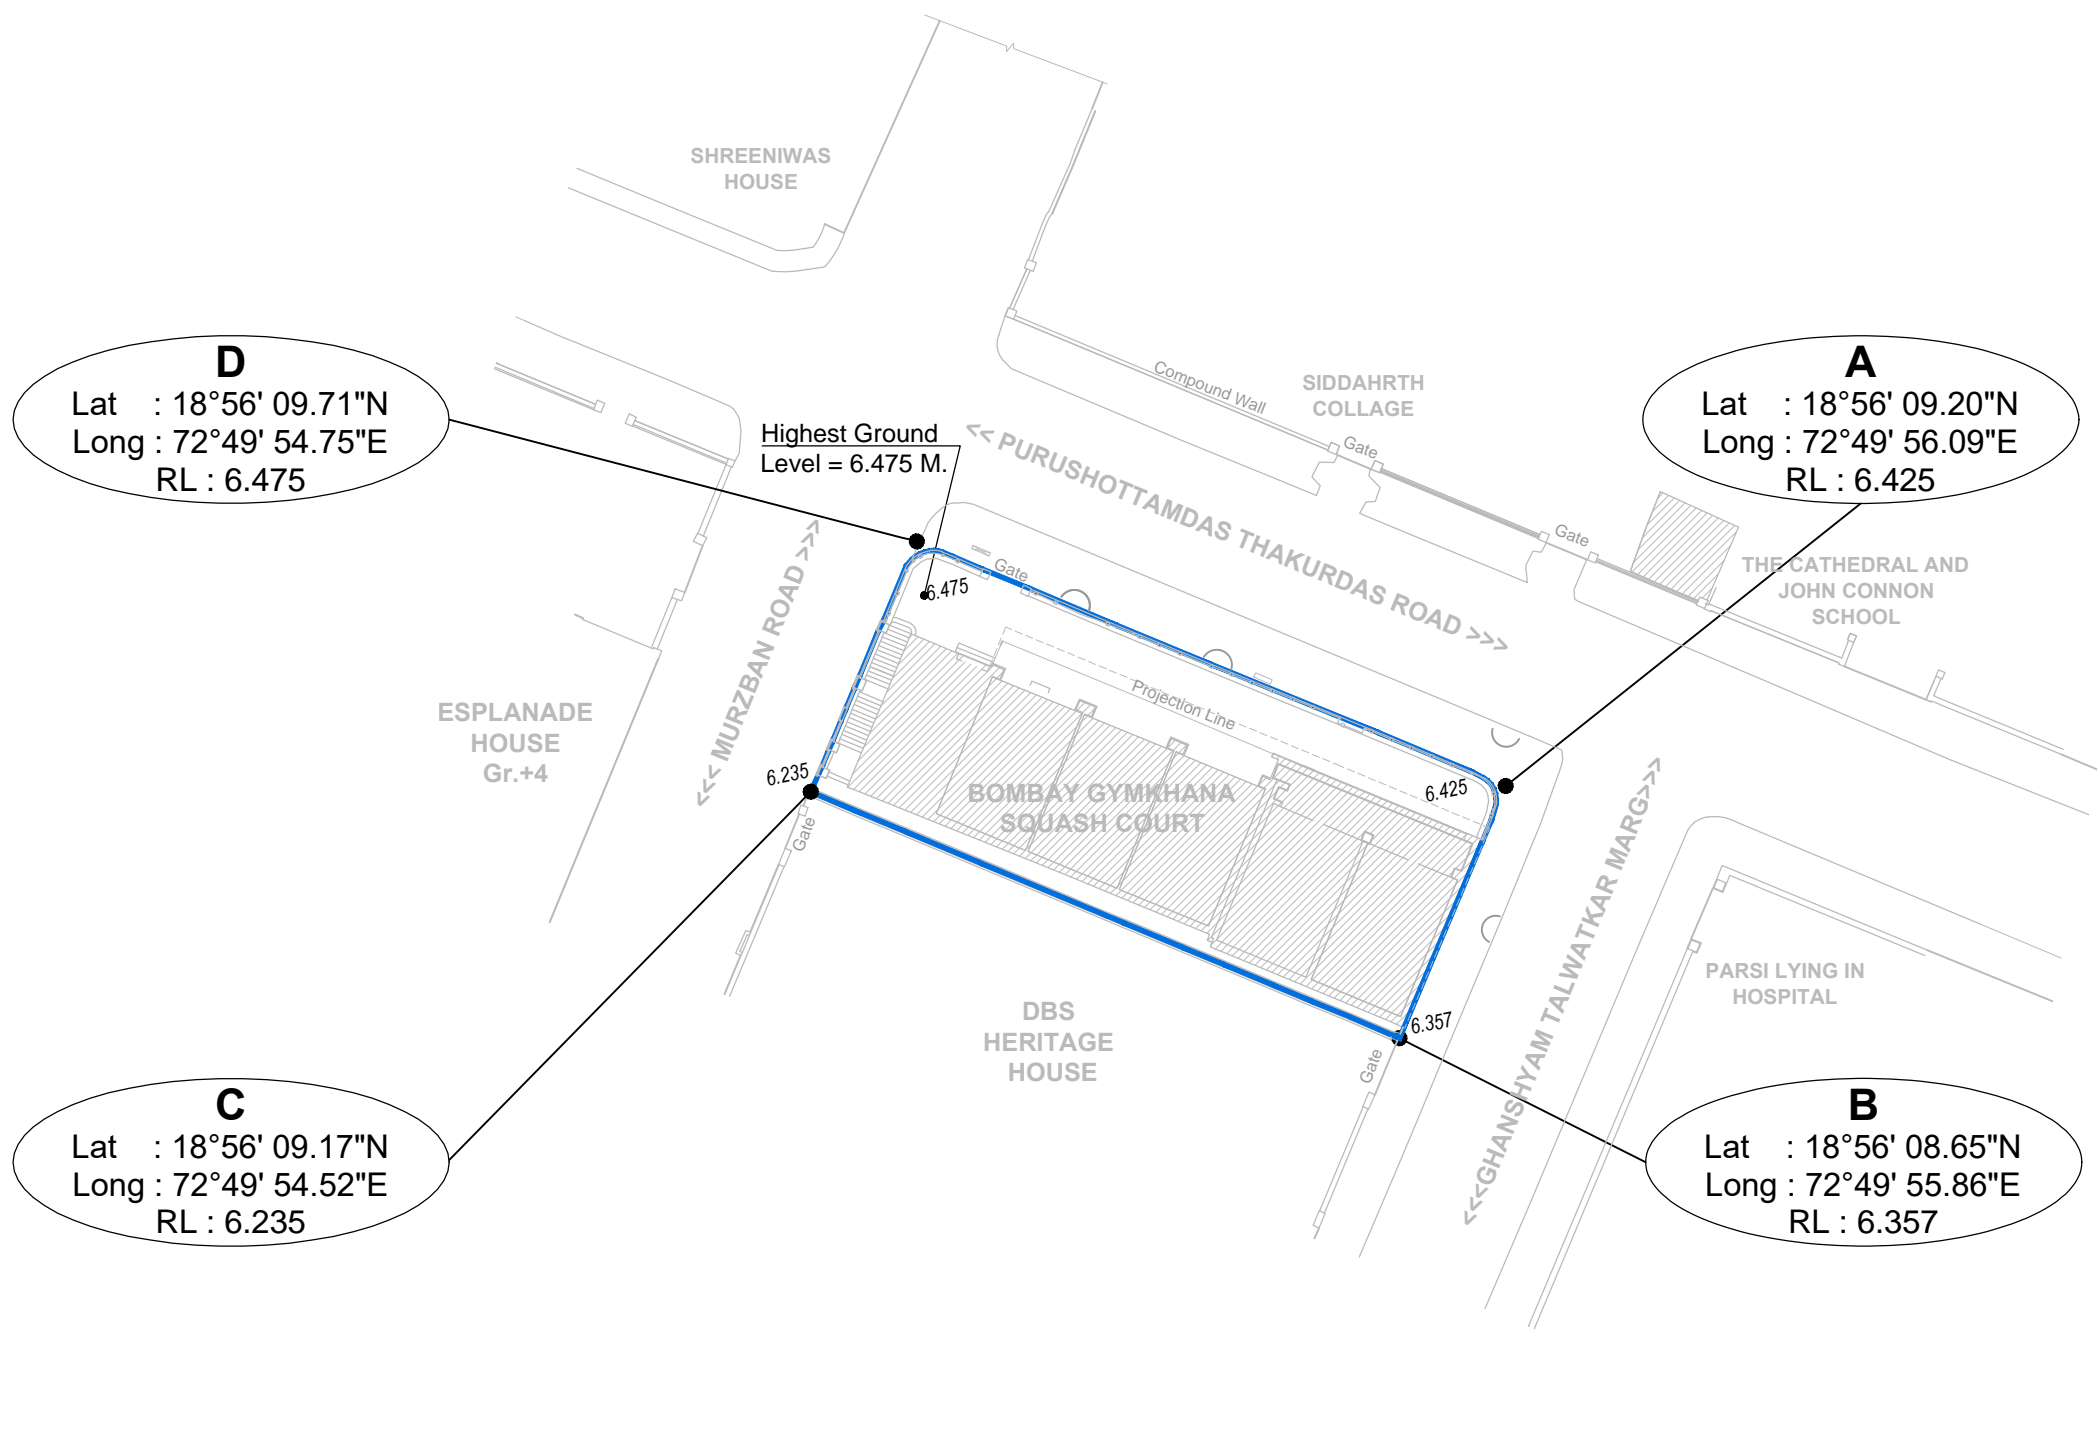 SHREENIWAS
HOUSE
D
Lat : 18°56' 09.71"N
Long : 72°49' 54.75"E
RL : 6.475
A
Lat : 18°56' 09.20"N
Long : 72°49' 56.09"E
RL : 6.425
Compound Wall
SIDDAHRTH
COLLAGE
Gate
Highest Ground
Level = 6.475 M.
<< PURUSHOTTAMDAS THAKURDAS ROAD >>>
Gate
THE CATHEDRAL AND
JOHN CONNON
SCHOOL
Gate
6.475
<<< MURZBAN ROAD >>>
ESPLANADE
HOUSE
Gr.+4
Projection Line
6.235
6.425
BOMBAY GYMKHANA
SQUASH COURT
Gate
<<<GHANSHYAM TALWATKAR MARG>>>
PARSI LYING IN
HOSPITAL
DBS
HERITAGE
HOUSE
6.357
Gate
C
Lat : 18°56' 09.17"N
Long : 72°49' 54.52"E
RL : 6.235
B
Lat : 18°56' 08.65"N
Long : 72°49' 55.86"E
RL : 6.357